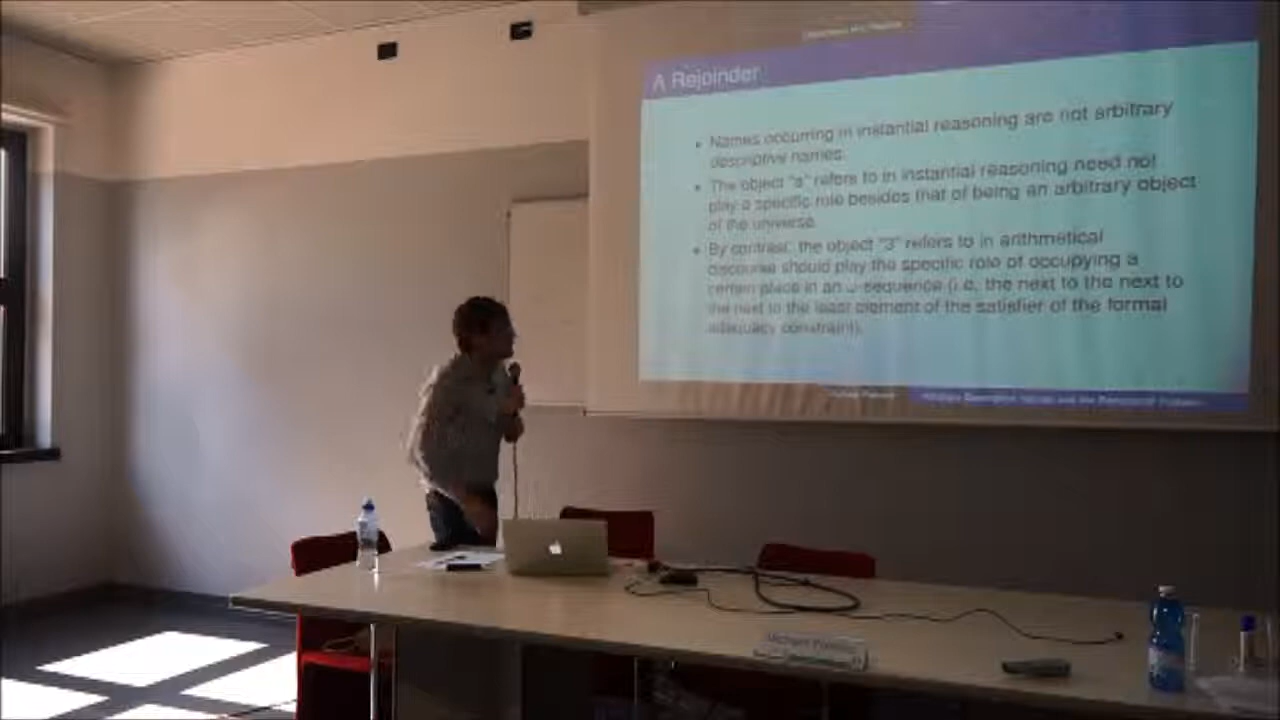 A Rejoinder
Names occurring in instantial reasoning are not arbitrary
descriptive names.
The object "a" refers to in instantial reasoning need not
play a specific role besides that of being an arbitrary object
of the universe.
By contrast, the object "3" refers to in arithmetical
discourse should play the specific role of occupying a
certain place in an -sequence (i.e. the next to the next to
the next to the least element of the satisfier of the formal
adequacy constraint).